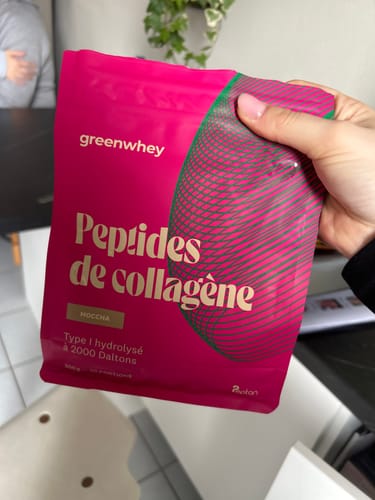 greenwhey
Peptides
de collagène
MOCCHA
Type I hydrolysé
à 2000 Daltons